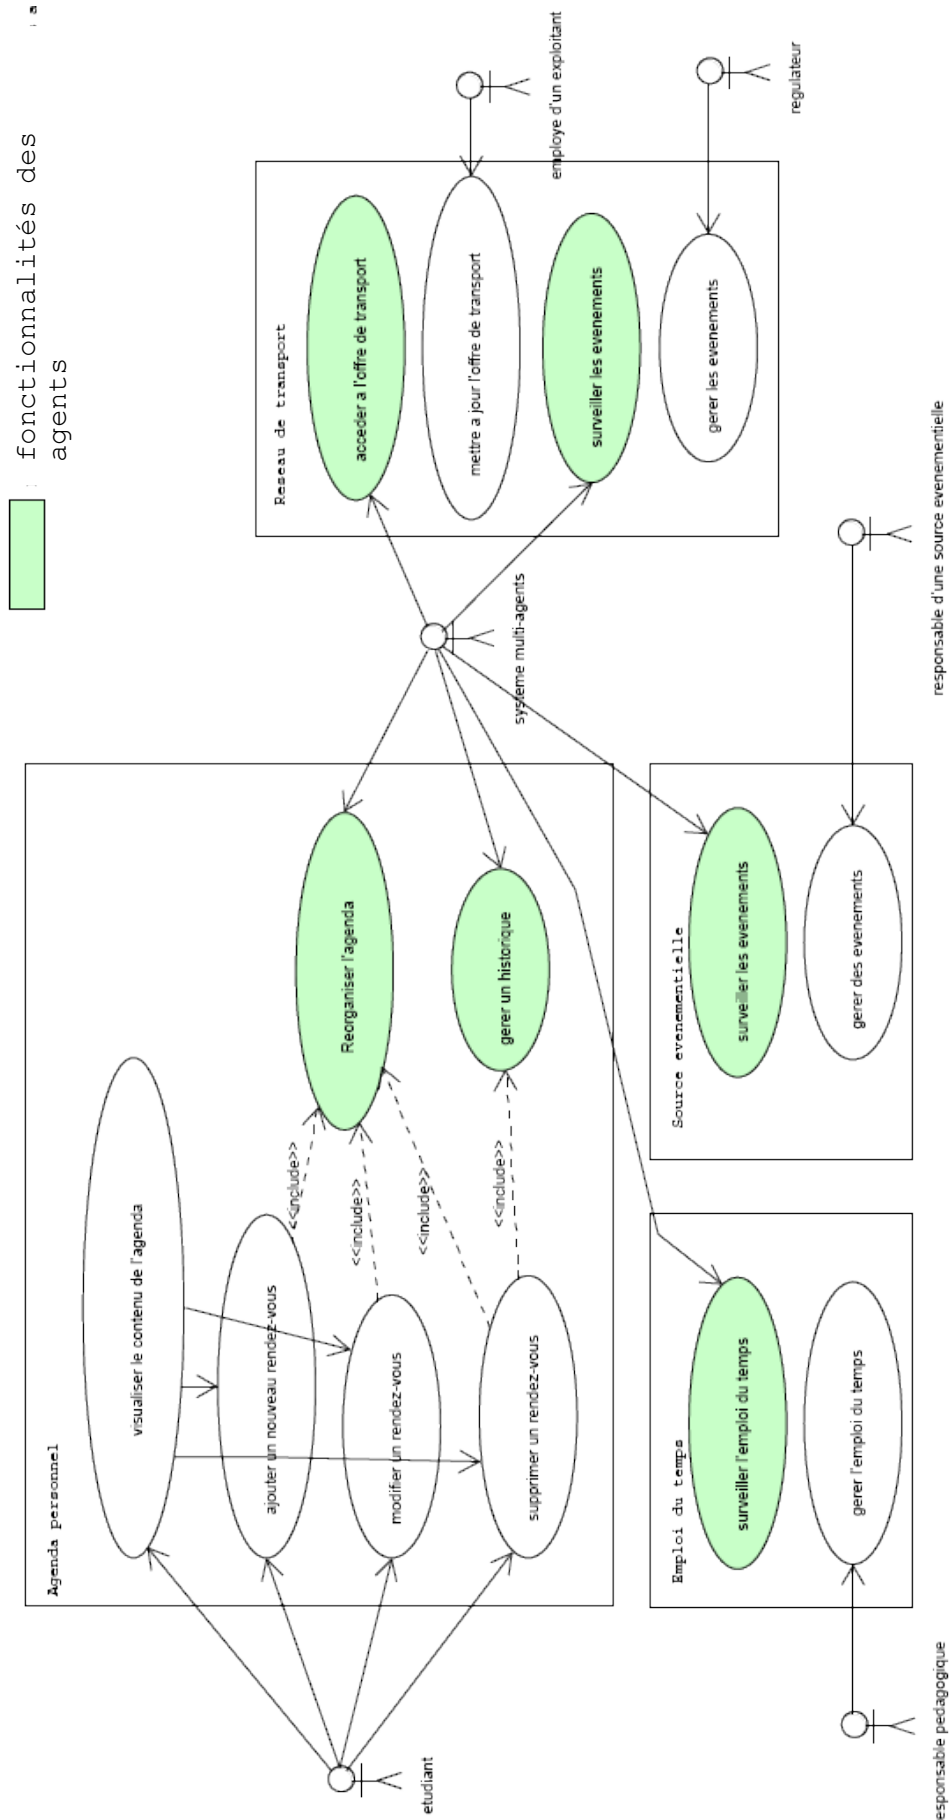 fonctionnalités des
agents
Agenda personnel
visualiser le contenu de l'agenda
ajouter un nouveau rendez-vous
modifier un rendez-vous
supprimer un rendez-vous
<<include>>
<<include>>
<<include>>
<<include>>
Reorganiser l'agenda
gerer un historique
etudiant
systeme multi-agents
Reseau de transport
acceder a l'offre de transport
mettre a jour l'offre de transport
surveiller les evenements
gerer les evenements
employe d'un exploitant
regulateur
Emploi du temps
surveiller l'emploi du temps
gerer l'emploi du temps
esponsable pedagogique
Source evenementielle
surveiller les evenements
gerer des evenements
responsable d'une source evenementielle